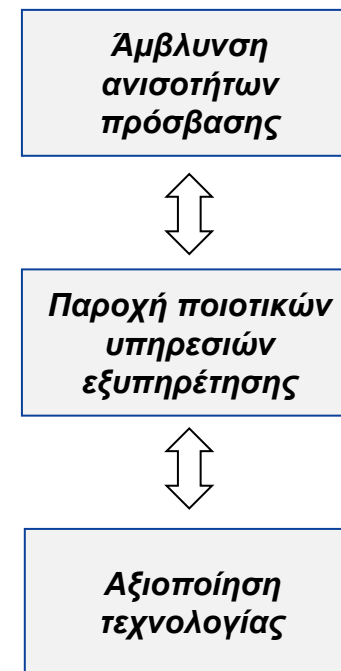 Άμβλυνση
ανισοτήτων
πρόσβασης
Παροχή ποιοτικών
υπηρεσιών
εξυπηρέτησης
Αξιοποίηση
τεχνολογίας